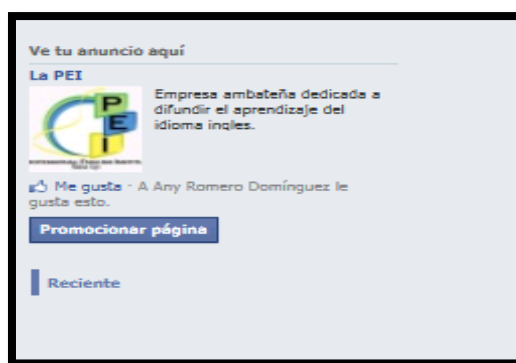 Ve tu anuncio aquí
La PEI
PEI
Empresa ambateña dedicada a
difundir el aprendizaje del
idioma ingles.
Me gusta · A Any Romero Domínguez le
gusta esto.
Promocionar página
Reciente